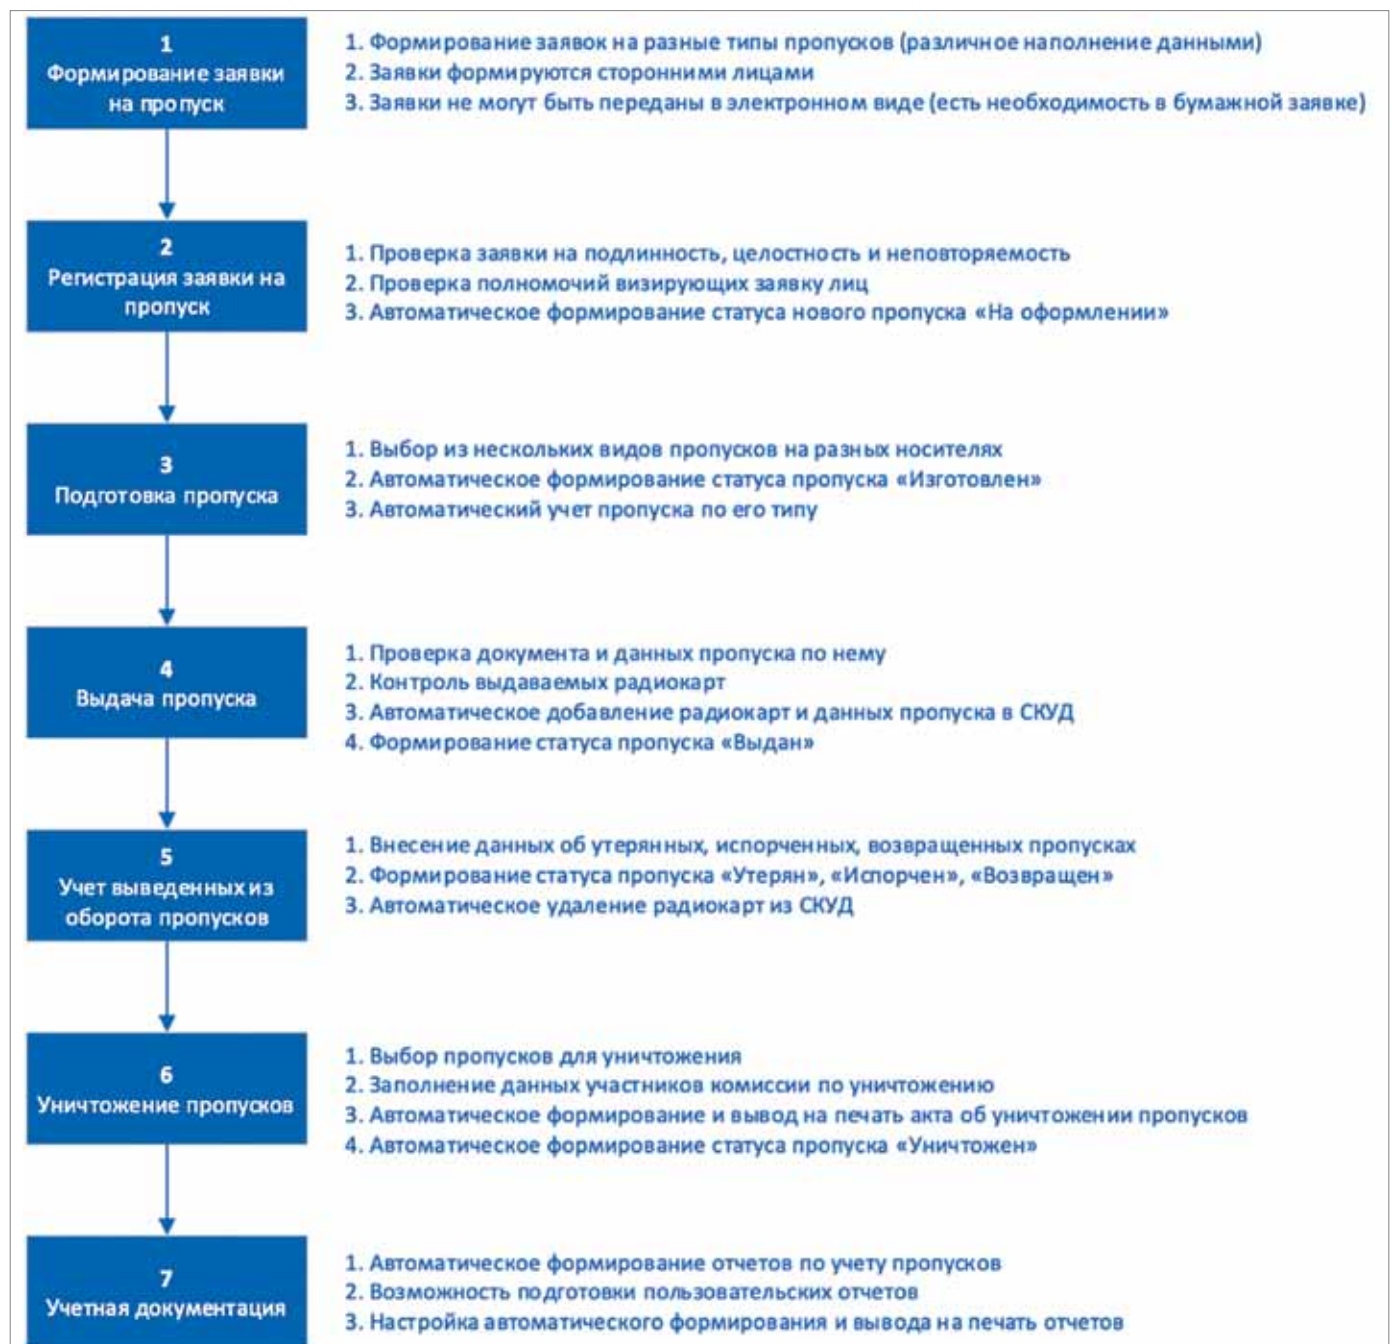 1
Формирование заявки
на пропуск
1. Формирование заявок на разные типы пропусков (различное наполнение данными)
2. Заявки формируются сторонними лицами
3. Заявки не могут быть переданы в электронном виде (есть необходимость в бумажной заявке)
2
Регистрация заявки на
пропуск
1. Проверка заявки на подлинность, целостность и неповторяемость
2. Проверка полномочий визирующих заявку лиц
3. Автоматическое формирование статуса нового пропуска «На оформлении»
3
Подготовка пропуска
1. Выбор из нескольких видов пропусков на разных носителях
2. Автоматическое формирование статуса пропуска «Изготовлен»
3. Автоматический учет пропуска по его типу
4
Выдача пропуска
1. Проверка документа и данных пропуска по нему
2. Контроль выдаваемых радиокарт
3. Автоматическое добавление радиокарт и данных пропуска в СКУД
4. Формирование статуса пропуска «Выдан»
5
Учет выведенных из
оборота пропусков
1. Внесение данных об утерянных, испорченных, возвращенных пропусках
2. Формирование статуса пропуска «Утерян», «Испорчен», «Возвращен»
3. Автоматическое удаление радиокарт из СКУД
6
Уничтожение пропусков
1. Выбор пропусков для уничтожения
2. Заполнение данных участников комиссии по уничтожению
3. Автоматическое формирование и вывод на печать акта об уничтожении пропусков
4. Автоматическое формирование статуса пропуска «Уничтожен»
7
Учетная документация
1. Автоматическое формирование отчетов по учету пропусков
2. Возможность подготовки пользовательских отчетов
3. Настройка автоматического формирования и вывода на печать отчетов